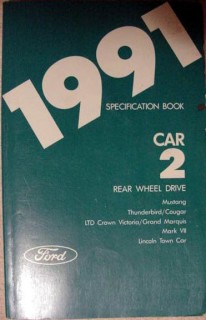 1991
SPECIFICATION BOOK
CAR
2
REAR WHEEL DRIVE
Mustang
Thunderbird/Cougar
LTD Crown Victoria/Grand Marquis
Mark VII
Lincoln Town Car
Ford